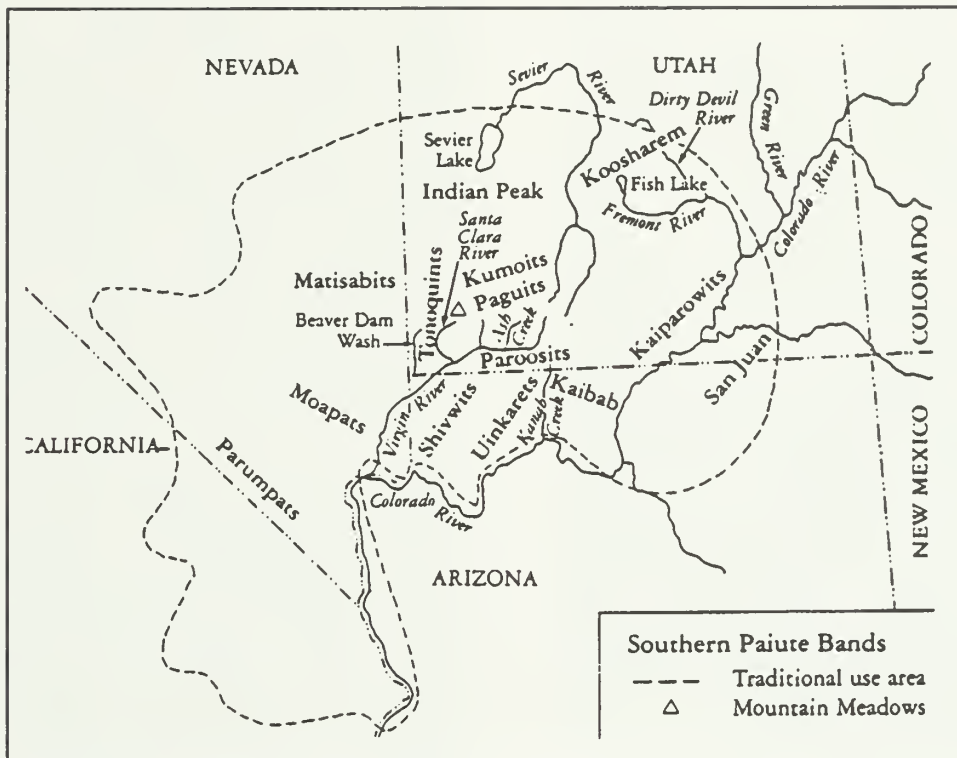 NEVADA
UTAH
Sevier
River
Dirty Devil
River
Green River
Sevier
Lake
Koosharem
Fish Lake
Fremont River
Colorado River
Indian Peak
Santa
Clara
River
Matisabits
Tonoquints
Kumoits
Paguits
Beaver Dam
Wash
Ash
Creek
Paroosits
Kaiparowits
San Juan
COLORADO
Moapats
Virgin River
Shivwits
Uinkarets
Kanab
Creek
Kaibab
CALIFORNIA
Parumpats
Colorado River
NEW MEXICO
ARIZONA
Southern Paiute Bands
Traditional use area
Mountain Meadows